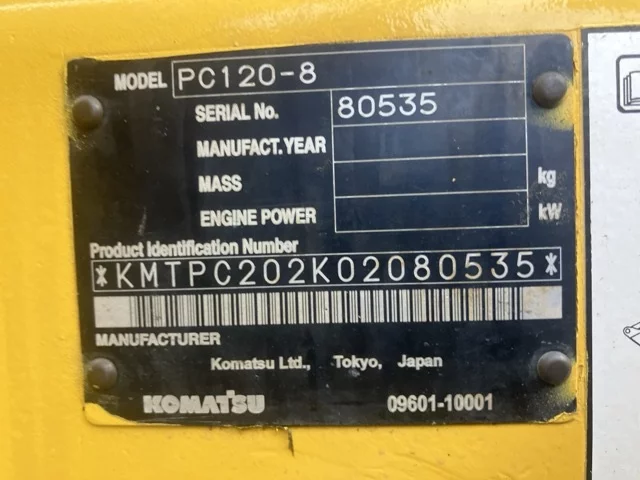 MODEL PC120-8
SERIAL No. 80535
MANUFACT. YEAR
MASS kg
ENGINE POWER kW
Product Identification Number
*KMTPC202K02080535*
MANUFACTURER
Komatsu Ltd., Tokyo, Japan
KOMATSU 09601-10001